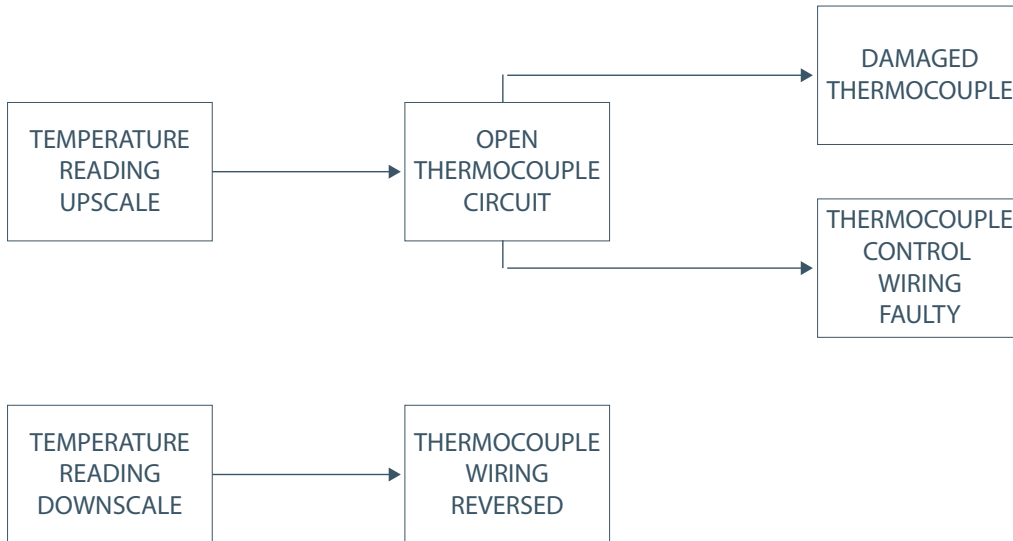 DAMAGED
THERMOCOUPLE
TEMPERATURE
READING
UPSCALE
OPEN
THERMOCOUPLE
CIRCUIT
THERMOCOUPLE
CONTROL
WIRING
FAULTY
TEMPERATURE
READING
DOWNSCALE
THERMOCOUPLE
WIRING
REVERSED